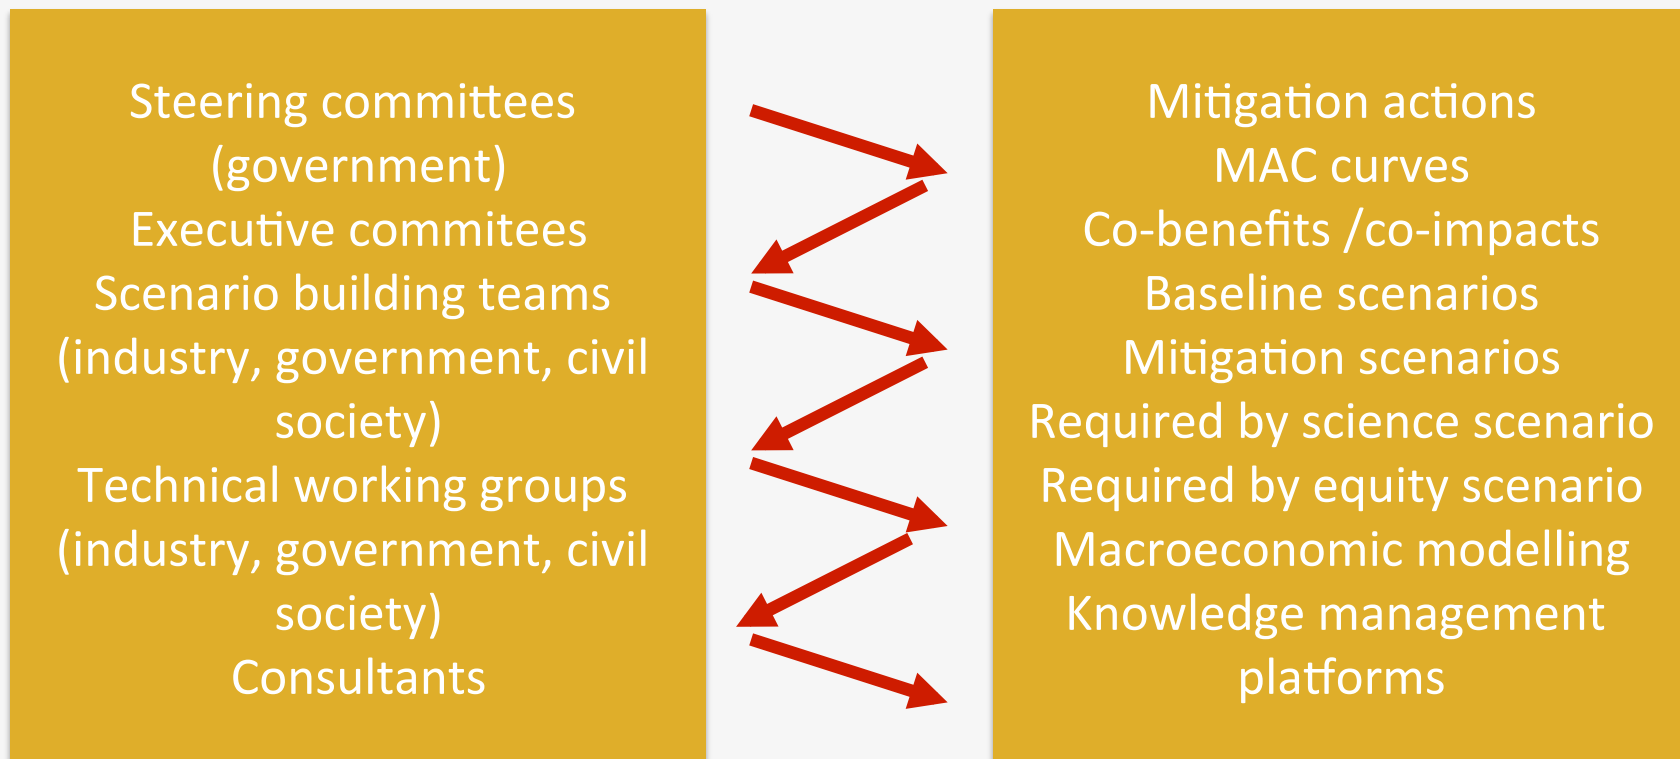 Steering committees
(government)
Executive commitees
Scenario building teams
(industry, government, civil
society)
Technical working groups
(industry, government, civil
society)
Consultants
Mitigation actions
MAC curves
Co-benefits /co-impacts
Baseline scenarios
Mitigation scenarios
Required by science scenario
Required by equity scenario
Macroeconomic modelling
Knowledge management
platforms